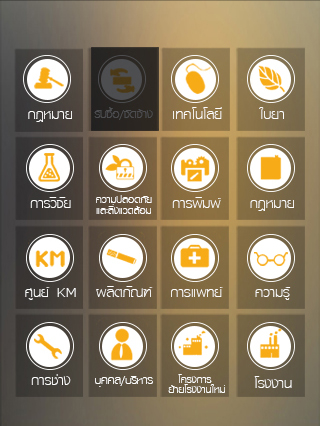 กฎหมาย
รับซื้อ/จัดจ้าง
เทคโนโลยี
ใบยา
การวิจัย
ความปลอดภัย
และสิ่งแวดล้อม
การพิมพ์
กฎหมาย
KM
ศูนย์ KM
ผลิตภัณฑ์
การแพทย์
ความรู้
การช่าง
บุคคล/บริหาร
โครงการ
ย้ายโรงงานใหม่
โรงงาน